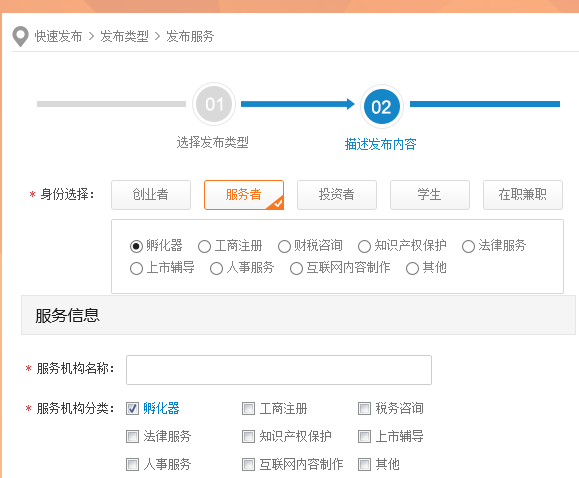 快速发布 > 发布类型 > 发布服务
01 02
选择发布类型 描述发布内容
* 身份选择： 创业者 服务者 投资者 学生 在职兼职
孵化器 工商注册 财税咨询 知识产权保护 法律服务
上市辅导 人事服务 互联网内容制作 其他
服务信息
* 服务机构名称：
* 服务机构分类： 孵化器 工商注册 税务咨询
法律服务 知识产权保护 上市辅导
人事服务 互联网内容制作 其他